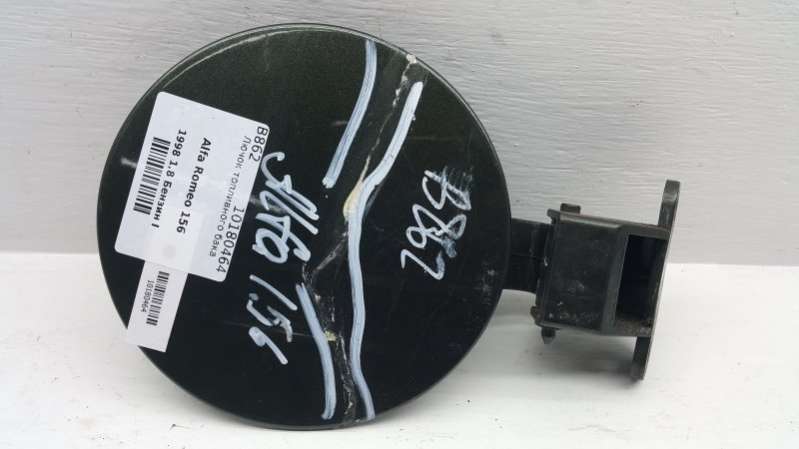 B862 10180464
Лючок топливного бака
Alfa Romeo 156
1998 1.8 Бензин I
10180464
Alfa 156
B862